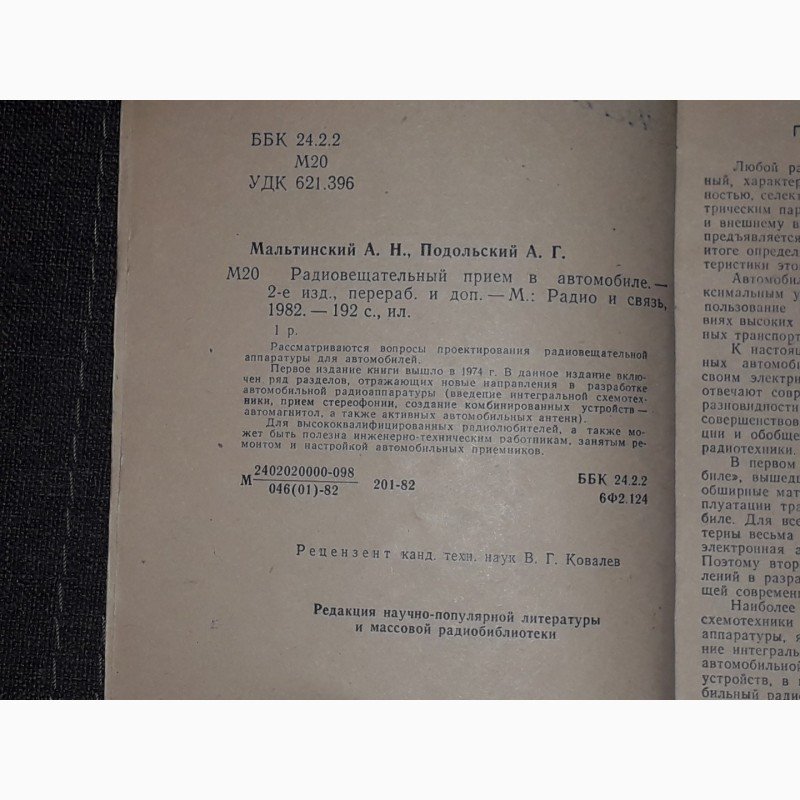 ББК 24.2.2
М20
УДК 621.396
Мальтинский А. Н., Подольский А. Г.
М20 Радиовещательный прием в автомобиле.—
2-е изд., перераб. и доп. — М.: Радио и связь,
1982. — 192 с., ил.
1 р.
Рассматриваются вопросы проектирования радиовещательной
аппаратуры для автомобилей.
Первое издание книги вышло в 1974 г. В данное издание вклю-
чен ряд разделов, отражающих новые направления в разработке
автомобильной радиоаппаратуры (введение интегральной схемотех-
ники, прием стереофонии, создание комбинированных устройств —
автомагнитол, а также активных автомобильных антенн).
Для высококвалифицированных радиолюбителей, а также мо-
жет быть полезна инженерно-техническим работникам, занятым ре-
монтом и настройкой автомобильных приемников.
М 2402020000-098
046(01)-82
201-82
ББК 24.2.2
6Ф2.124
Рецензент канд. техн. наук В. Г. Ковалев
Редакция научно-популярной литературы
и массовой радиобиблиотеки
П
Любой ра
ный, характер
ностью, селект
трическим пар
и внешнему в
предъявляется
итоге определ
теристики это
Автомобил
ксимальным у
пользование
виях высоких
ных транспорт
К настоящ
ных автомоби
своим электри
отвечают совр
разновидности
совершенствов
ции и обобще
радиотехники.
В первом
биле», вышедш
обширные мат
плуатации тра
биле. Для все
терны весьма
электронная а
Поэтому втор
лений в разра
щей современн
Наиболее
схемотехники
аппаратуры, я
ние интеграль
автомобильной
устройств, в
бильный радио